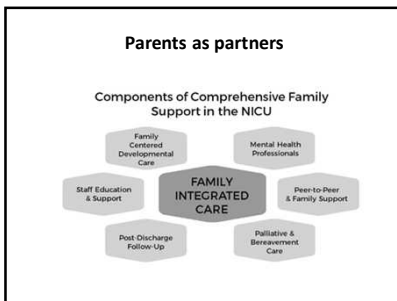 Parents as partners
Components of Comprehensive Family
Support in the NICU
Family
Centered
Developmental
Care
Mental Health
Professionals
Staff Education
& Support
FAMILY
INTEGRATED
CARE
Peer-to-Peer
& Family Support
Post-Discharge
Follow-Up
Palliative &
Bereavement
Care